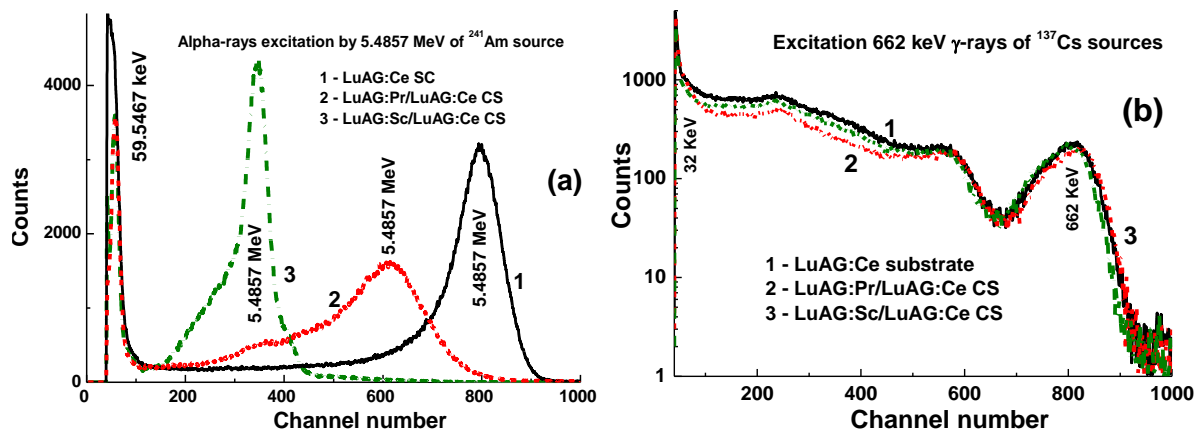 Alpha-rays excitation by 5.4857 MeV of ²⁴¹Am source
1 - LuAG:Ce SC
2 - LuAG:Pr/LuAG:Ce CS
3 - LuAG:Sc/LuAG:Ce CS
(a)
59.5467 keV
5.4857 MeV
3
5.4857 MeV
2
5.4857 MeV
1
4000
2000
0
Counts
0
200
400
600
800
1000
Channel number
Excitation 662 keV γ-rays of ¹³⁷Cs sources
(b)
1
2
3
32 KeV
662 KeV
1 - LuAG:Ce substrate
2 - LuAG:Pr/LuAG:Ce CS
3 - LuAG:Sc/LuAG:Ce CS
1000
100
10
1
Counts
200
400
600
800
1000
Channel number